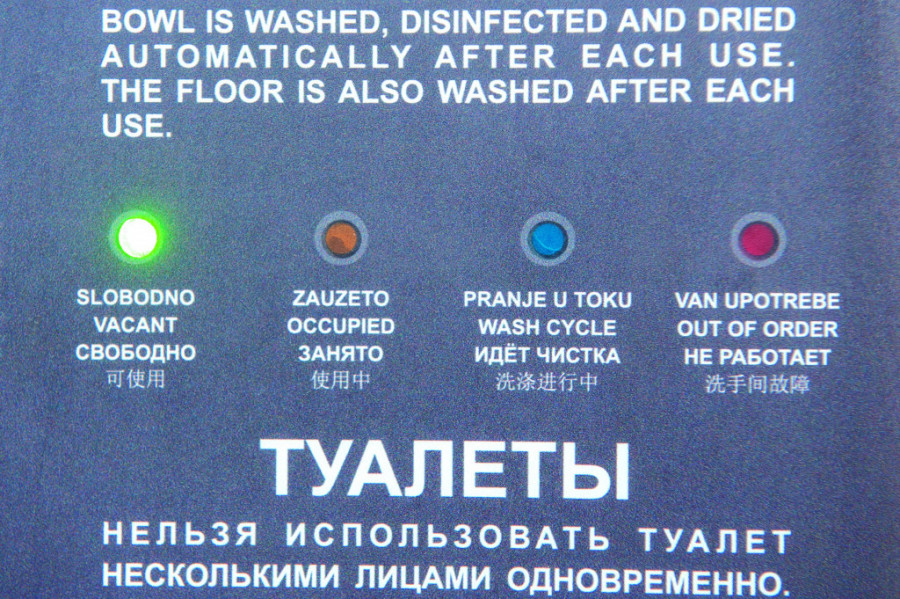 BOWL IS WASHED, DISINFECTED AND DRIED
AUTOMATICALLY AFTER EACH USE.
THE FLOOR IS ALSO WASHED AFTER EACH
USE.
SLOBODNO
VACANT
СВОБОДНО
可使用
ZAUZETO
OCCUPIED
ЗАНЯТО
使用中
PRANJE U TOKU
WASH CYCLE
ИДЁТ ЧИСТКА
洗涤进行中
VAN UPOTREBE
OUT OF ORDER
НЕ РАБОТАЕТ
洗手间故障
ТУАЛЕТЫ
НЕЛЬЗЯ ИСПОЛЬЗОВАТЬ ТУАЛЕТ
НЕСКОЛЬКИМИ ЛИЦАМИ ОДНОВРЕМЕННО.